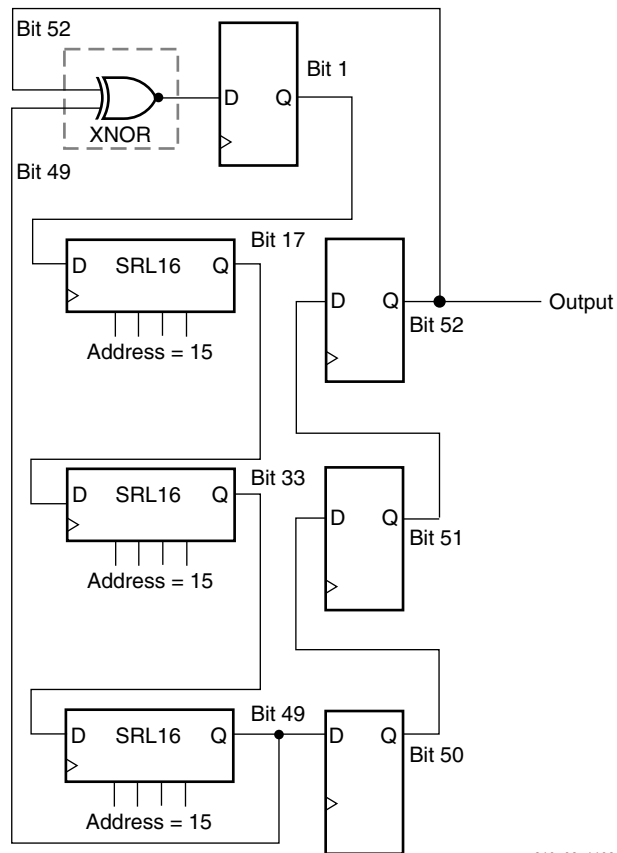 Bit 52
Bit 1
D Q
XNOR
Bit 49
Bit 17
D SRL16 Q
Address = 15
D Q
Output
Bit 52
Bit 33
D SRL16 Q
Address = 15
D Q
Bit 51
Bit 49
D SRL16 Q
Address = 15
D Q
Bit 50